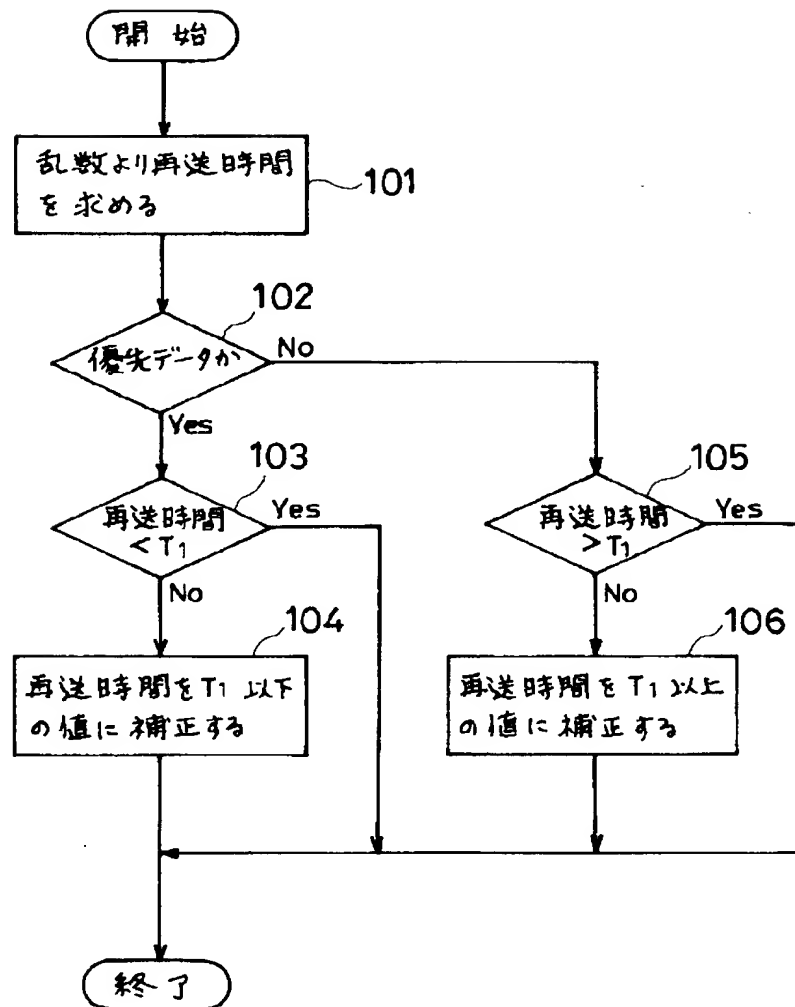 開始
乱数より再送時間
を求める
101
102
優先データか
No
Yes
103
再送時間
< T1
Yes
No
105
再送時間
> T1
Yes
No
104
再送時間をT1以下
の値に補正する
106
再送時間をT1以上
の値に補正する
終了